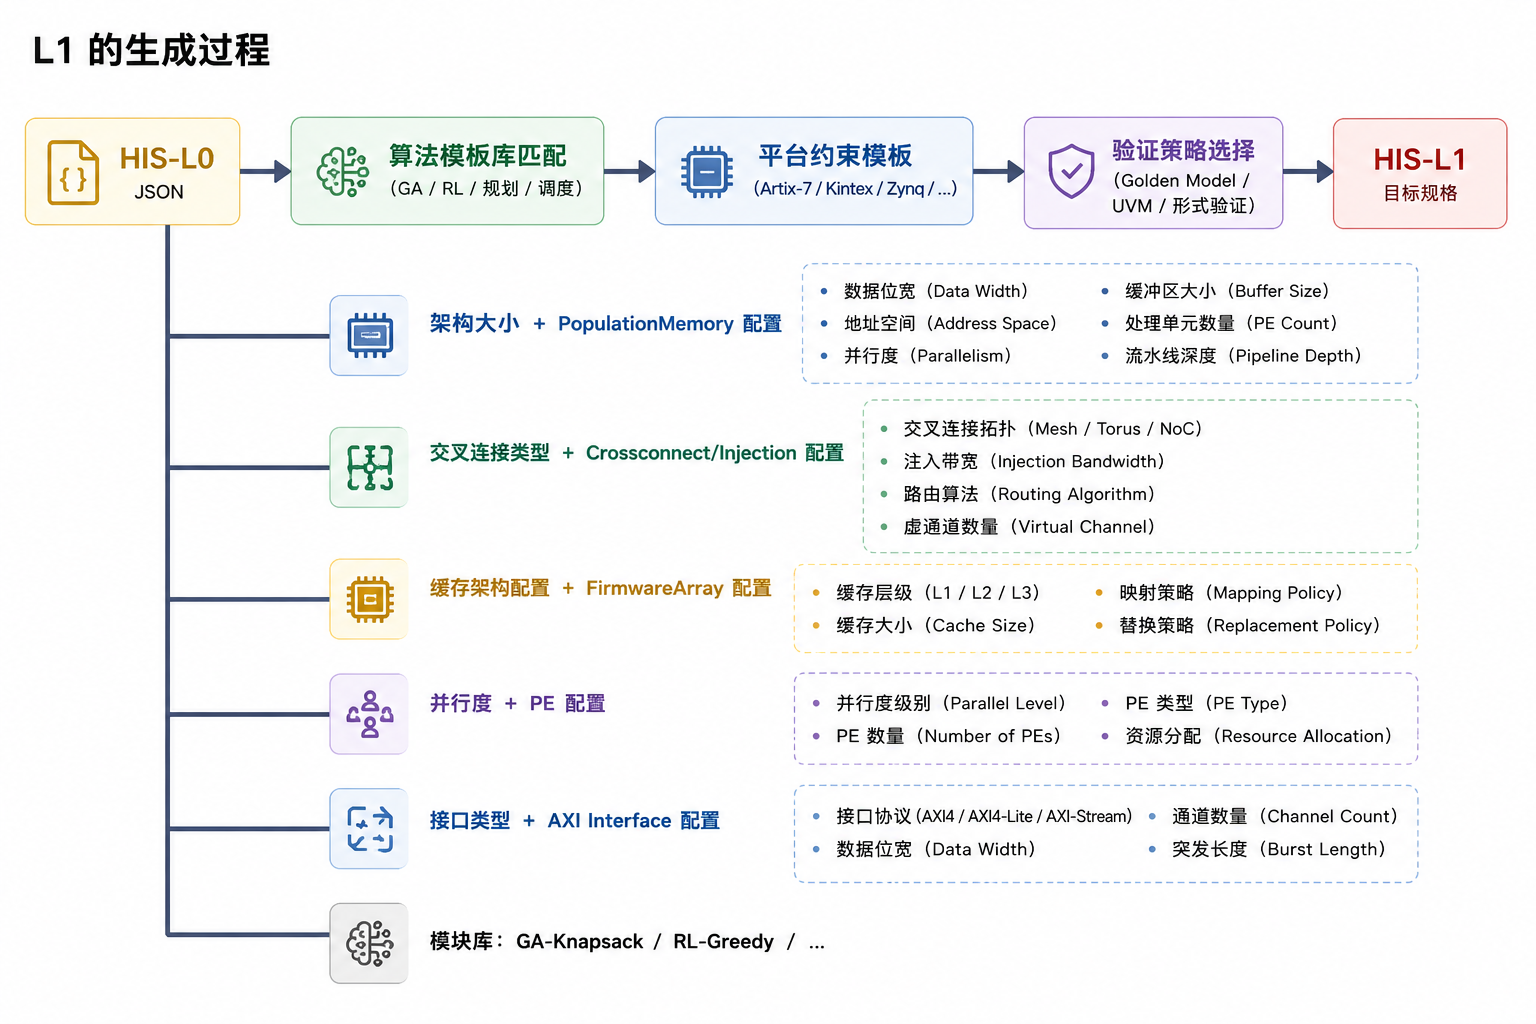 L1 的生成过程
HIS-L0
JSON
算法模板库匹配
（GA / RL / 规划 / 调度）
平台约束模板
（Artix-7 / Kintex / Zynq / ...）
验证策略选择
（Golden Model /
UVM / 形式验证）
HIS-L1
目标规格
架构大小 + PopulationMemory 配置
• 数据位宽（Data Width）
• 地址空间（Address Space）
• 并行度（Parallelism）
• 缓冲区大小（Buffer Size）
• 处理单元数量（PE Count）
• 流水线深度（Pipeline Depth）
交叉连接类型 + Crossconnect/Injection 配置
• 交叉连接拓扑（Mesh / Torus / NoC）
• 注入带宽（Injection Bandwidth）
• 路由算法（Routing Algorithm）
• 虚通道数量（Virtual Channel）
缓存架构配置 + FirmwareArray 配置
• 缓存层级（L1 / L2 / L3）
• 缓存大小（Cache Size）
• 映射策略（Mapping Policy）
• 替换策略（Replacement Policy）
并行度 + PE 配置
• 并行度级别（Parallel Level）
• PE 数量（Number of PEs）
• PE 类型（PE Type）
• 资源分配（Resource Allocation）
接口类型 + AXI Interface 配置
• 接口协议（AXI4 / AXI4-Lite / AXI-Stream）
• 数据位宽（Data Width）
• 通道数量（Channel Count）
• 突发长度（Burst Length）
模块库：GA-Knapsack / RL-Greedy / ...